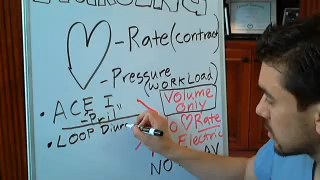 - Rate (contract)
- Pressure
(WORKLOAD)
• ACE I
"-Pril"
Volume
Only
• LOOP Diur
Rate
Electric
NO